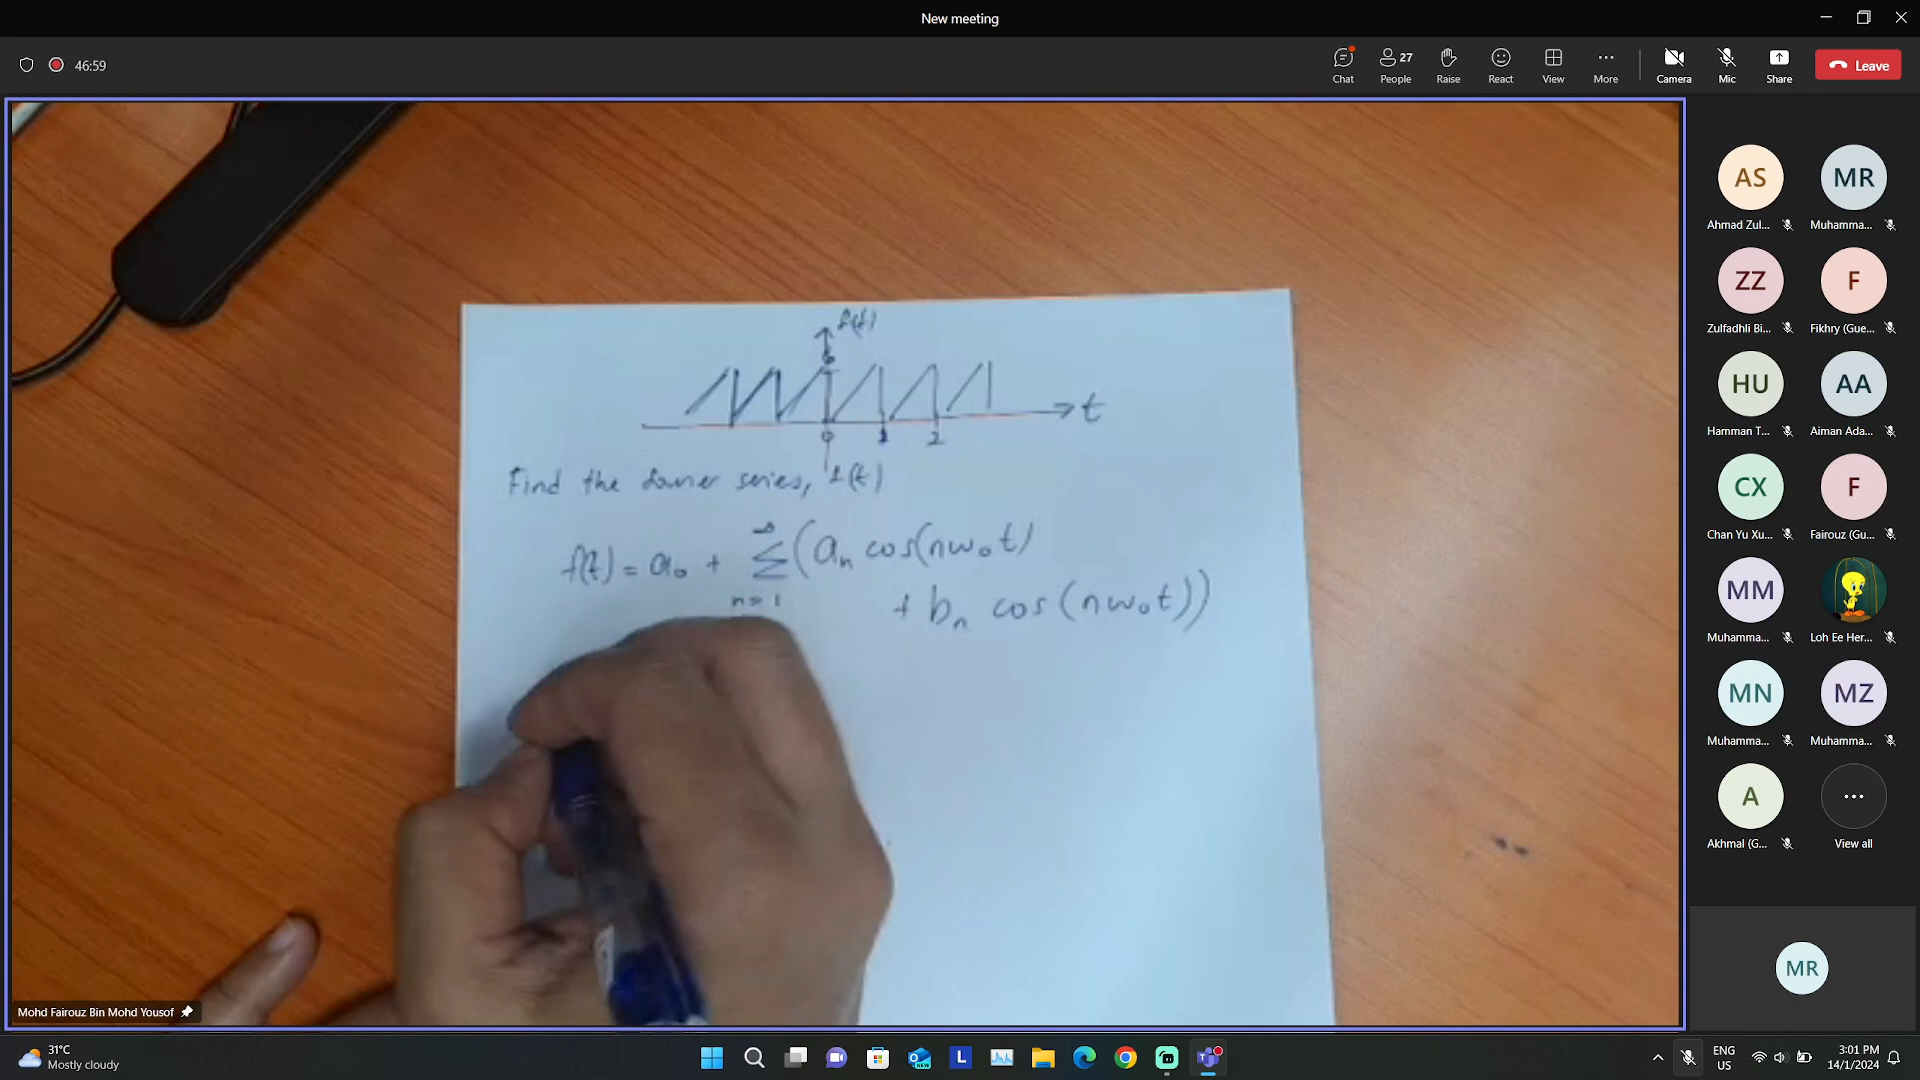 New meeting
46:59
Chat
27
People
Raise
React
View
More
Camera
Mic
Share
Leave
AS
MR
Ahmad Zul...
Muhamma...
ZZ
F
Zulfadhli Bi...
Fikhry (Gue...
HU
AA
Hamman T...
Aiman Ada...
CX
F
Chan Yu Xu...
Fairouz (Gu...
MM
Muhamma...
Loh Ee Her...
MN
MZ
Muhamma...
Muhamma...
A
Akhmal (G...
View all
MR
f(t)
6
t
0 1 2
Find the fourier series, f(t)
f(t) = a₀ + ∞ Σ n=1 (aₙ cos(nω₀t)
+ bₙ cos(nω₀t))
Mohd Fairouz Bin Mohd Yousof
31°C
Mostly cloudy
NEW
L
ENG
US
3:01 PM
14/1/2024